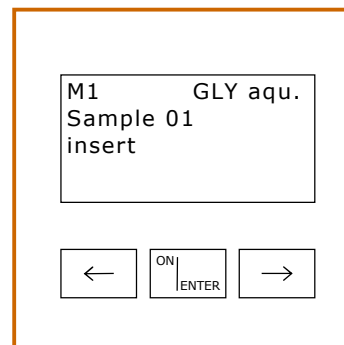 M1 GLY aqu.
Sample 01
insert
← ON ENTER →